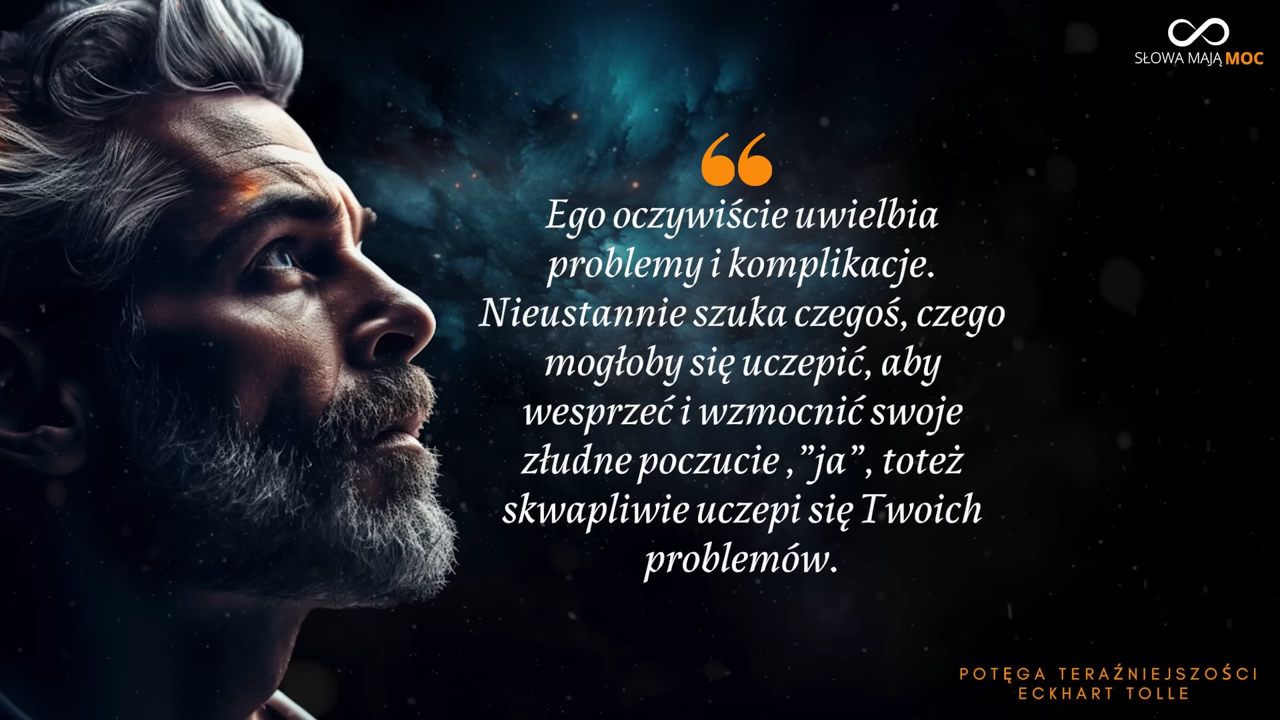 SŁOWA MAJĄ MOC
❝
Ego oczywiście uwielbia
problemy i komplikacje.
Nieustannie szuka czegoś, czego
mogłoby się uczepić, aby
wesprzeć i wzmocnić swoje
złudne poczucie ,”ja”, toteż
skwapliwie uczepi się Twoich
problemów.
POTĘGA TERAŹNIEJSZOŚCI
ECKHART TOLLE